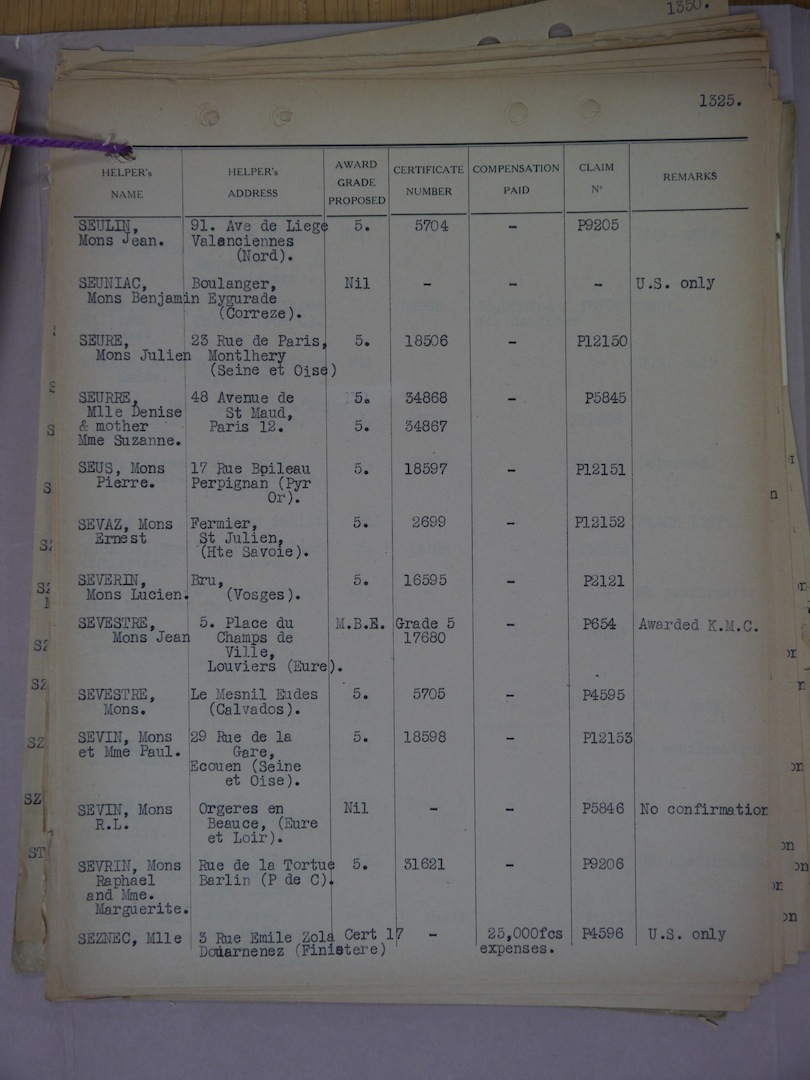 1350.
1325.
HELPER's NAME | HELPER's ADDRESS | AWARD GRADE PROPOSED | CERTIFICATE NUMBER | COMPENSATION PAID | CLAIM N° | REMARKS
SEULIN, 91. Ave de Liege 5. 5704 - P9205
Mons Jean. Valenciennes
(Nord).
SEUNIAC, Boulanger, Nil - - - U.S. only
Mons Benjamin Eygurade
(Correze).
SEURE, 23 Rue de Paris, 5. 18506 - P12150
Mons Julien Montlhery
(Seine et Oise)
SEURRE, 48 Avenue de 5. 34868 - P5845
Mlle Denise St Maud,
& mother Paris 12. 5. 34867
Mme Suzanne.
SEUS, Mons 17 Rue Boileau 5. 18597 - P12151
Pierre. Perpignan (Pyr
Or).
SEVAZ, Mons Fermier, 5. 2699 - P12152
Ernest St Julien,
(Hte Savoie).
SEVERIN, Bru, 5. 16595 - P2121
Mons Lucien. (Vosges).
SEVESTRE, 5. Place du M.B.E. Grade 5 - P654 Awarded K.M.C.
Mons Jean Champs de 17680
Ville,
Louviers (Eure).
SEVESTRE, Le Mesnil Eudes 5. 5705 - P4595
Mons. (Calvados).
SEVIN, Mons 29 Rue de la 5. 18598 - P12153
et Mme Paul. Gare,
Ecouen (Seine
et Oise).
SEVIN, Mons Orgeres en Nil - - P5846 No confirmation
R.L. Beauce, (Eure
et Loir).
SEVRIN, Mons Rue de la Tortue 5. 31621 - P9206
Raphael Barlin (P de C).
and Mme.
Marguerite.
SEZNEC, Mlle 3 Rue Emile Zola Cert 17 - 25,000fcs P4596 U.S. only
Douarnenez (Finistere) expenses.